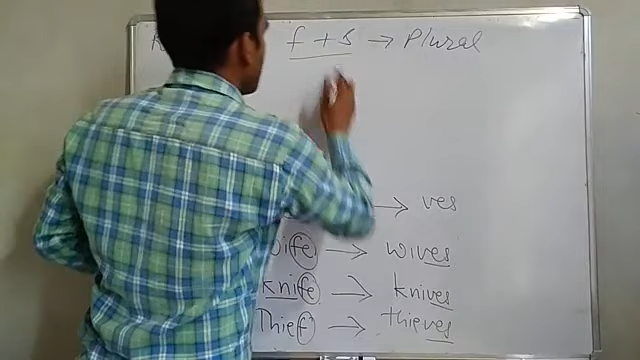 f + s → Plural
→ ves
wife → wives
knife → knives
Thief → thieves